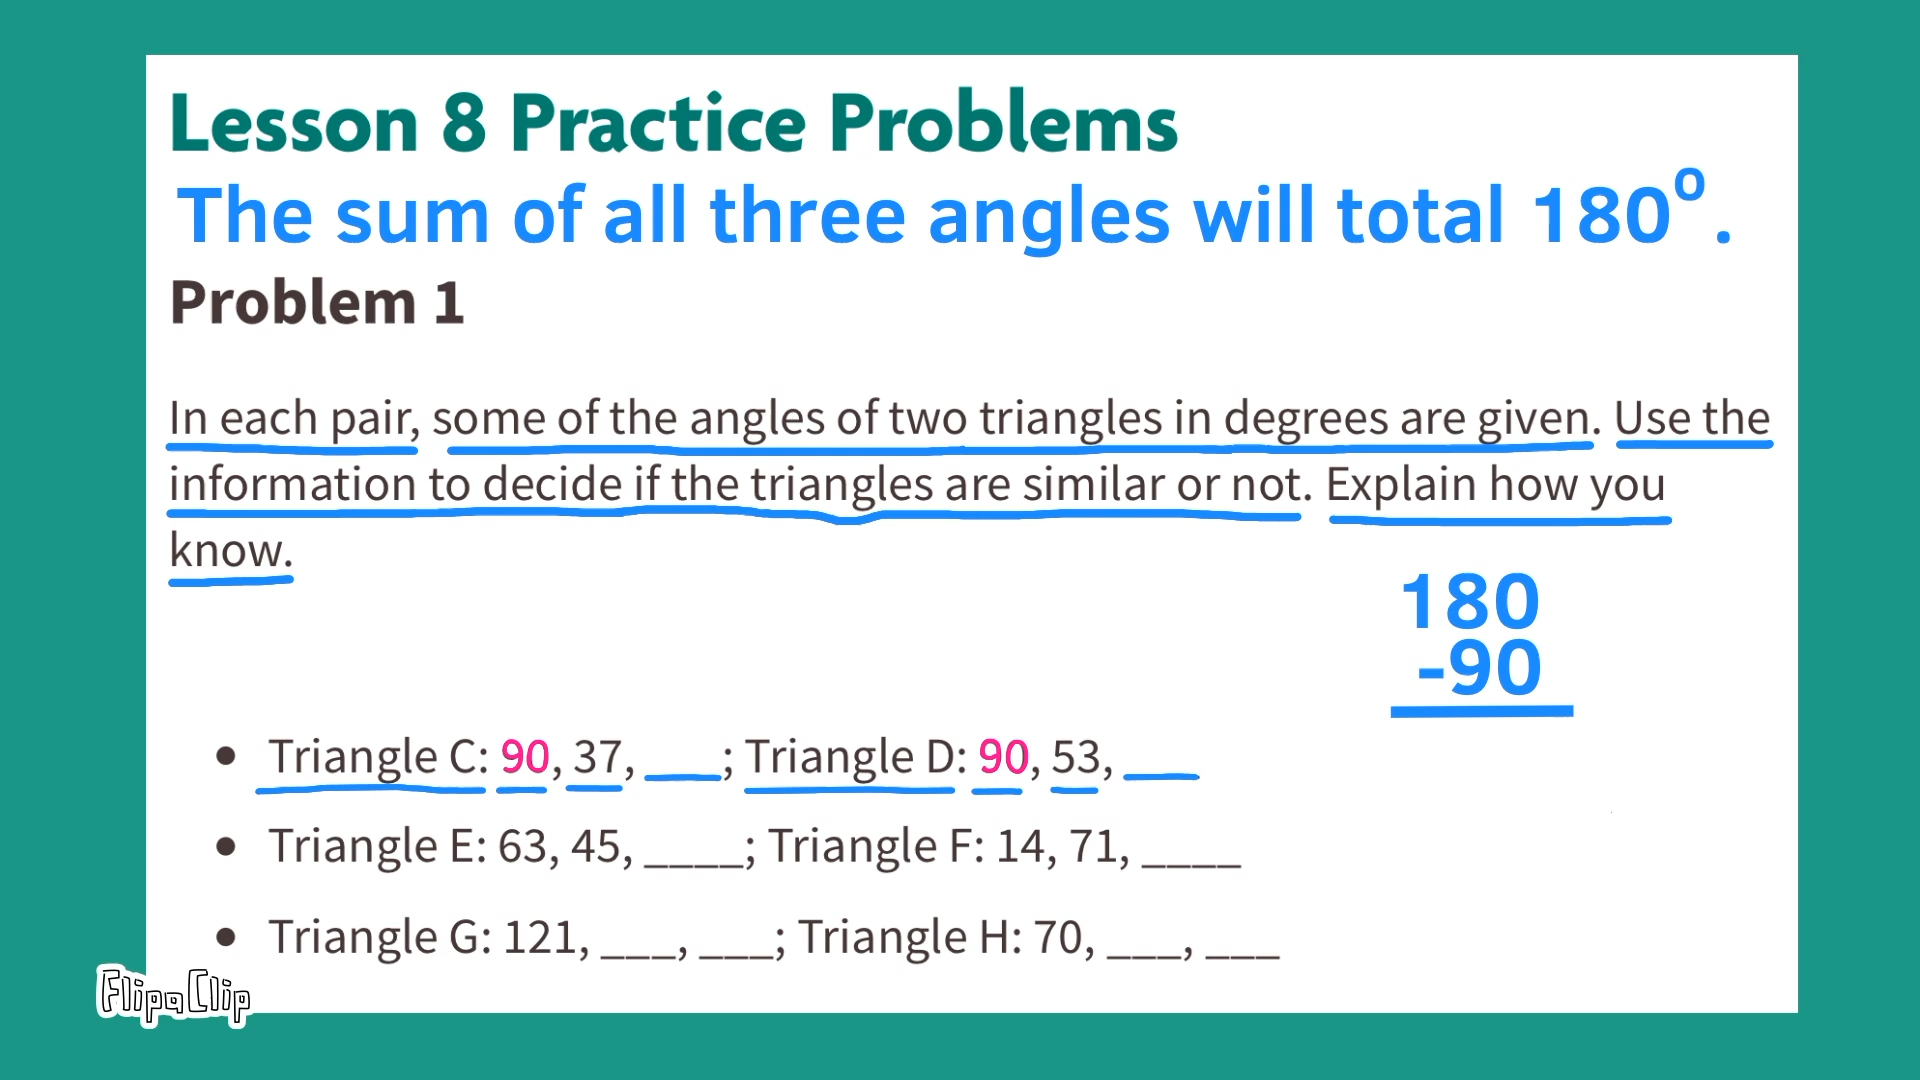 Lesson 8 Practice Problems
The sum of all three angles will total 180°.
Problem 1
In each pair, some of the angles of two triangles in degrees are given. Use the
information to decide if the triangles are similar or not. Explain how you
know.
180
-90
• Triangle C: 90, 37, ___; Triangle D: 90, 53, ___
• Triangle E: 63, 45, ____; Triangle F: 14, 71, ____
• Triangle G: 121, ___, ___; Triangle H: 70, ___, ___
FlipaClip